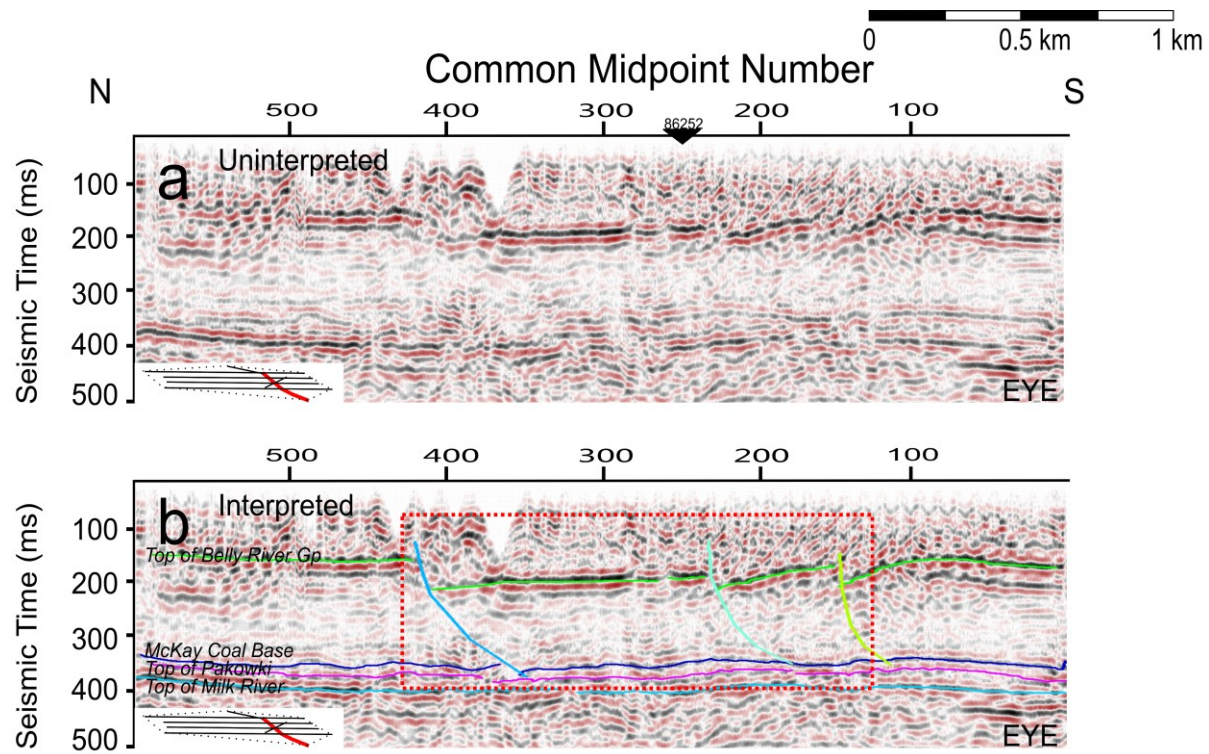 0 0.5 km 1 km
Common Midpoint Number
N S
500 400 300 86252 200 100
Seismic Time (ms)
a Uninterpreted
100
200
300
400
500
EYE
500 400 300 200 100
Seismic Time (ms)
b Interpreted
100
Top of Belly River Gp
200
300
McKay Coal Base
Top of Pakowki
400
Top of Milk River
500
EYE